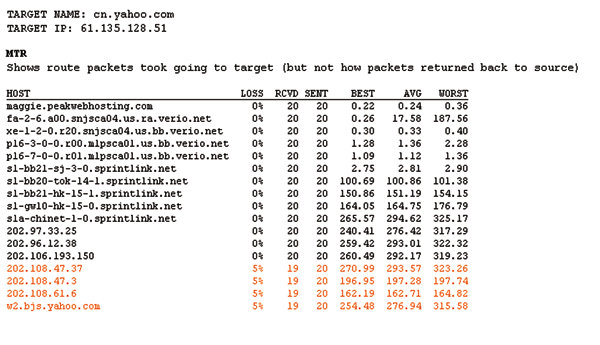 TARGET NAME: cn.yahoo.com
TARGET IP: 61.135.128.51
MTR
Shows route packets took going to target (but not how packets returned back to source)
HOST LOSS RCVD SENT BEST AVG WORST
maggie.peakwebhosting.com 0% 20 20 0.22 0.24 0.36
fa-2-6.a00.snjsca04.us.ra.verio.net 0% 20 20 0.26 17.58 187.56
xe-1-2-0.r20.snjsca04.us.bb.verio.net 0% 20 20 0.30 0.33 0.40
p16-3-0-0.r00.mlpsca01.us.bb.verio.net 0% 20 20 1.28 1.36 2.28
p16-7-0-0.r01.mlpsca01.us.bb.verio.net 0% 20 20 1.09 1.12 1.36
sl-bb21-sj-3-0.sprintlink.net 0% 20 20 2.75 2.81 2.90
sl-bb20-tok-14-1.sprintlink.net 0% 20 20 100.69 100.86 101.38
sl-bb21-hk-15-1.sprintlink.net 0% 20 20 150.86 151.19 154.15
sl-gw10-hk-15-0.sprintlink.net 0% 20 20 164.05 164.75 176.79
sla-chinet-1-0.sprintlink.net 0% 20 20 265.57 294.62 325.17
202.97.33.25 0% 20 20 240.41 276.42 317.29
202.96.12.38 0% 20 20 259.42 293.01 322.32
202.106.193.150 0% 20 20 260.49 292.17 319.23
202.108.47.37 5% 19 20 270.99 293.57 323.26
202.108.47.3 5% 19 20 196.95 197.28 197.74
202.108.61.6 5% 19 20 162.19 162.71 164.82
w2.bjs.yahoo.com 5% 19 20 254.48 276.94 315.58